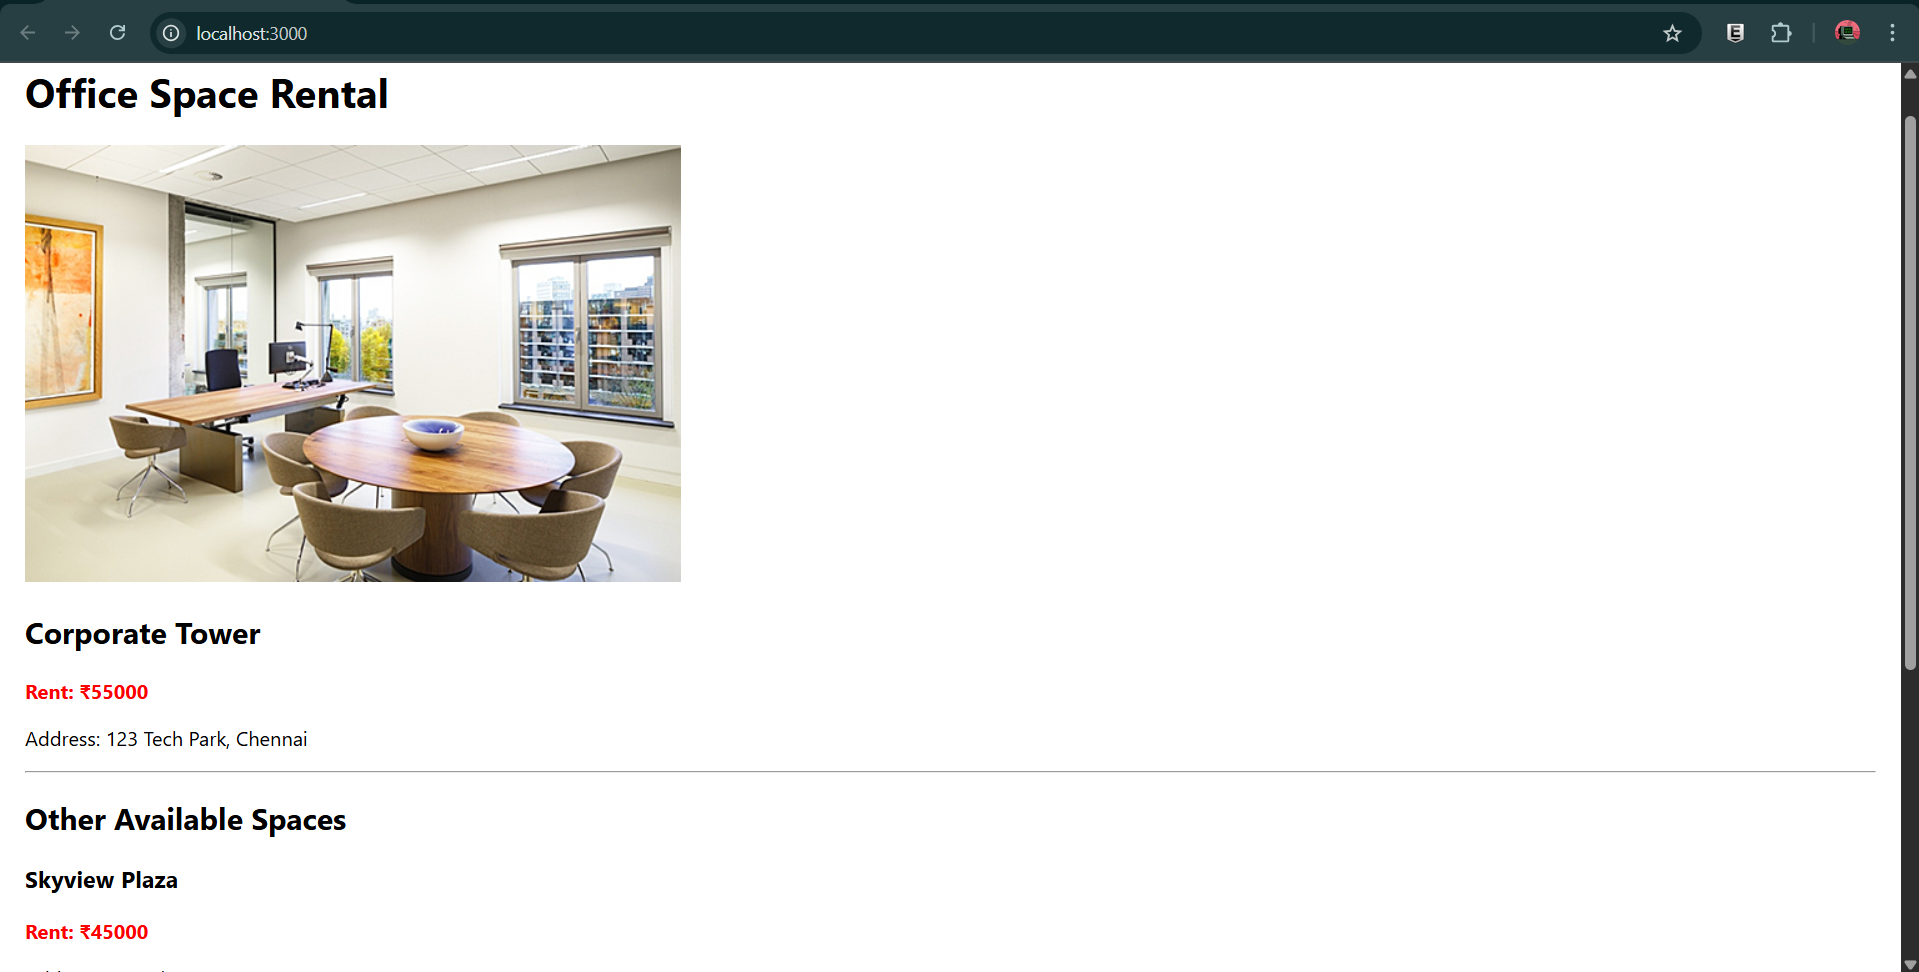 localhost:3000
E
Office Space Rental
Corporate Tower
Rent: ₹55000
Address: 123 Tech Park, Chennai
Other Available Spaces
Skyview Plaza
Rent: ₹45000